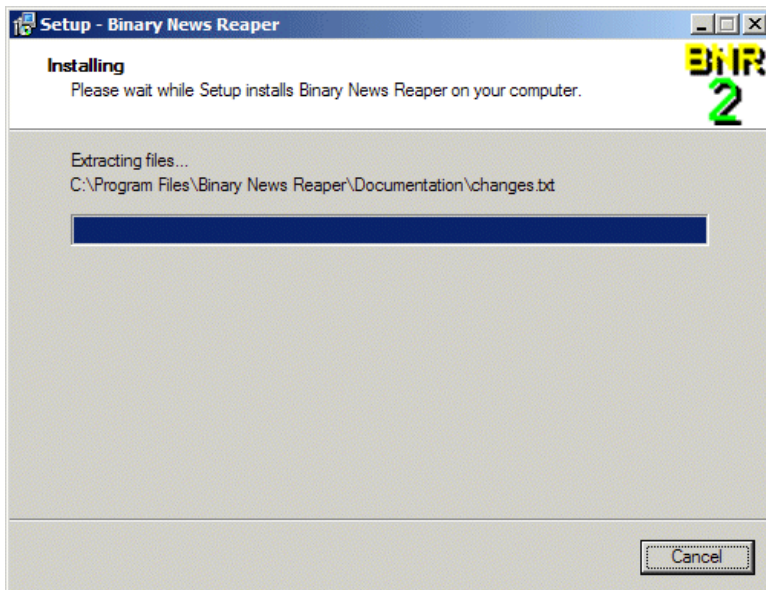 Setup - Binary News Reaper
Installing
Please wait while Setup installs Binary News Reaper on your computer.
BNR
2
Extracting files...
C:\Program Files\Binary News Reaper\Documentation\changes.txt
Cancel